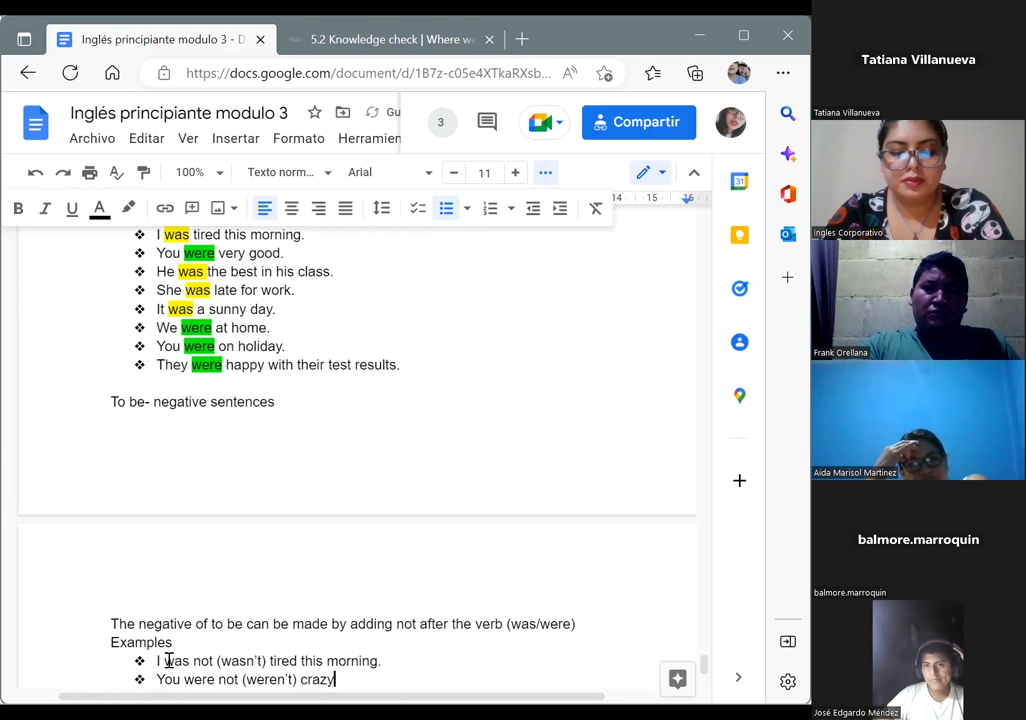 Inglés principiante modulo 3 - D
5.2 Knowledge check | Where we
https://docs.google.com/document/d/1B7z-c05e4XTkaRXsb...
Inglés principiante modulo 3
Gu
3
Compartir
Archivo Editar Ver Insertar Formato Herramien
100% Texto norm... Arial 11
14 15 16
I was tired this morning.
You were very good.
He was the best in his class.
She was late for work.
It was a sunny day.
We were at home.
You were on holiday.
They were happy with their test results.
To be- negative sentences
The negative of to be can be made by adding not after the verb (was/were)
Examples
I was not (wasn't) tired this morning.
You were not (weren't) crazy
Tatiana Villanueva
Tatiana Villanueva
Ingles Corporativo
Frank Orellana
Aida Marisol Martinez
balmore.marroquin
balmore.marroquin
José Edgardo Méndez